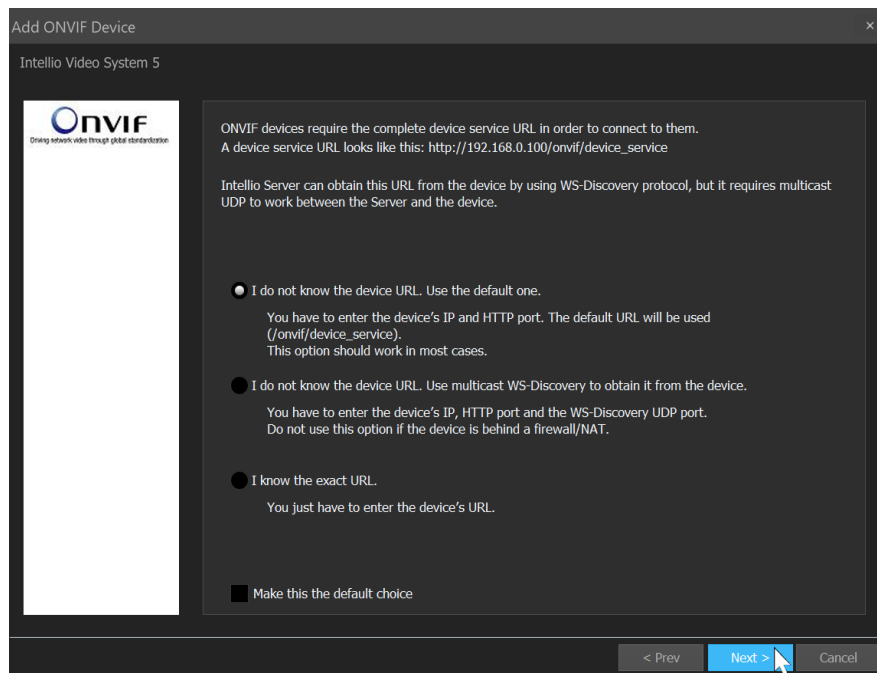 Add ONVIF Device
×
Intellio Video System 5
Onvif
Driving network video through global standardization
ONVIF devices require the complete device service URL in order to connect to them.
A device service URL looks like this: http://192.168.0.100/onvif/device_service
Intellio Server can obtain this URL from the device by using WS-Discovery protocol, but it requires multicast
UDP to work between the Server and the device.
I do not know the device URL. Use the default one.
You have to enter the device's IP and HTTP port. The default URL will be used
(/onvif/device_service).
This option should work in most cases.
I do not know the device URL. Use multicast WS-Discovery to obtain it from the device.
You have to enter the device's IP, HTTP port and the WS-Discovery UDP port.
Do not use this option if the device is behind a firewall/NAT.
I know the exact URL.
You just have to enter the device's URL.
Make this the default choice
< Prev
Next >
Cancel